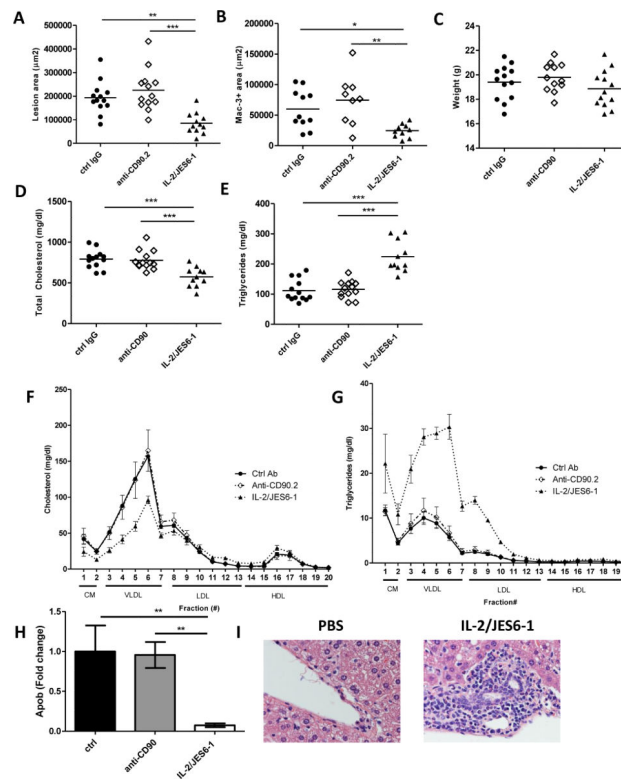 A
Lesion area (µm2)
500000
400000
300000
200000
100000
0
**
***
ctrl IgG
anti-CD90.2
IL-2/JES6-1
B
Mac-3+ area (µm2)
200000
150000
100000
50000
0
*
**
ctrl IgG
anti-CD90.2
IL-2/JES6-1
C
Weight (g)
24
22
20
18
16
ctrl IgG
anti-CD90
IL-2/JES6-1
D
Total Cholesterol (mg/dl)
1500
1000
500
0
***
***
ctrl IgG
anti-CD90
IL-2/JES6-1
E
Triglycerides (mg/dl)
400
300
200
100
0
***
***
ctrl IgG
anti-CD90
IL-2/JES6-1
F
Cholesterol (mg/dl)
250
200
150
100
50
0
Ctrl Ab
Anti-CD90.2
IL-2/JES6-1
1 2 3 4 5 6 7 8 9 10 11 12 13 14 15 16 17 18 19 20
CM VLDL LDL HDL
Fraction (#)
G
Triglycerides (mg/dl)
40
30
20
10
0
Ctrl Ab
Anti-CD90.2
IL-2/JES6-1
1 2 3 4 5 6 7 8 9 10 11 12 13 14 15 16 17 18 19
CM VLDL LDL HDL
Fraction#
H
Apob (Fold change)
1.5
1.0
0.5
0.0
**
**
ctrl
anti-CD90
IL-2/JES6-1
I
PBS
IL-2/JES6-1